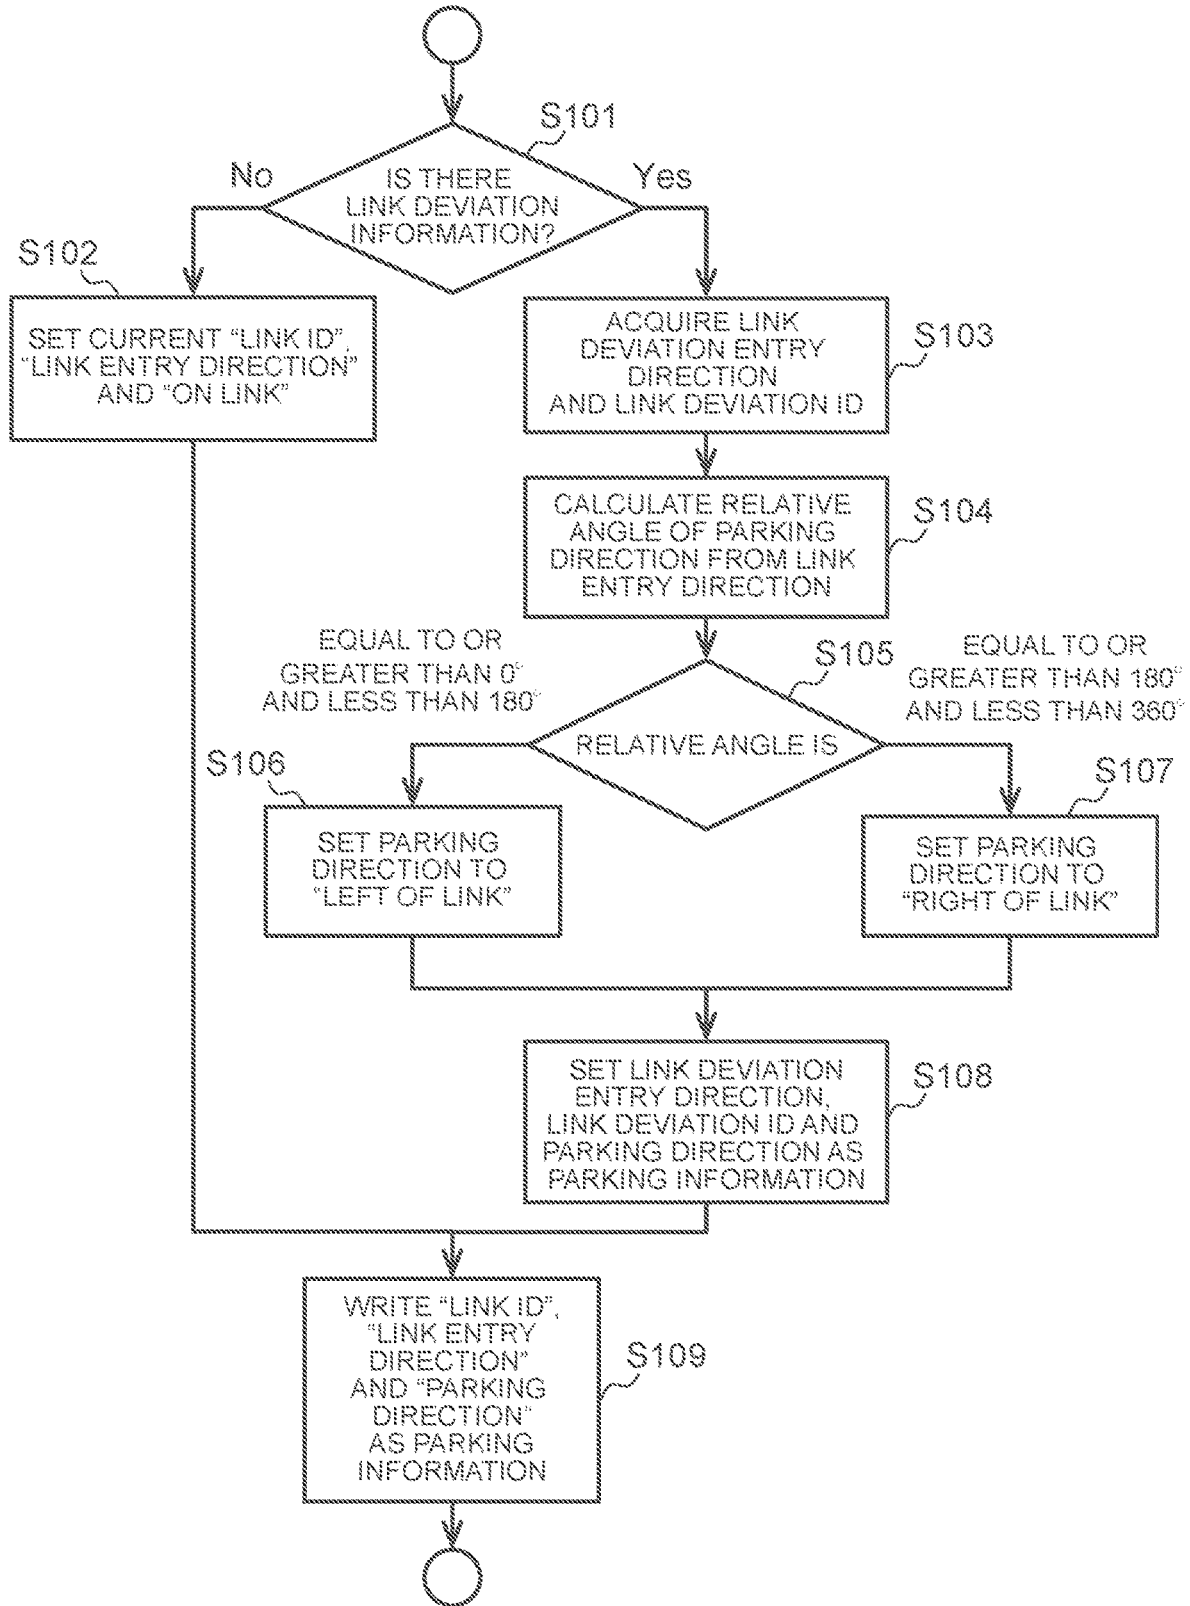 S101
No
Yes
IS THERE
LINK DEVIATION
INFORMATION?
S102
SET CURRENT “LINK ID”,
“LINK ENTRY DIRECTION”
AND “ON LINK”
S103
ACQUIRE LINK
DEVIATION ENTRY
DIRECTION
AND LINK DEVIATION ID
S104
CALCULATE RELATIVE
ANGLE OF PARKING
DIRECTION FROM LINK
ENTRY DIRECTION
EQUAL TO OR
GREATER THAN 0°
AND LESS THAN 180°
S105
EQUAL TO OR
GREATER THAN 180°
AND LESS THAN 360°
RELATIVE ANGLE IS
S106
SET PARKING
DIRECTION TO
“LEFT OF LINK”
S107
SET PARKING
DIRECTION TO
“RIGHT OF LINK”
S108
SET LINK DEVIATION
ENTRY DIRECTION,
LINK DEVIATION ID AND
PARKING DIRECTION AS
PARKING INFORMATION
S109
WRITE “LINK ID”,
“LINK ENTRY
DIRECTION”
AND “PARKING
DIRECTION”
AS PARKING
INFORMATION